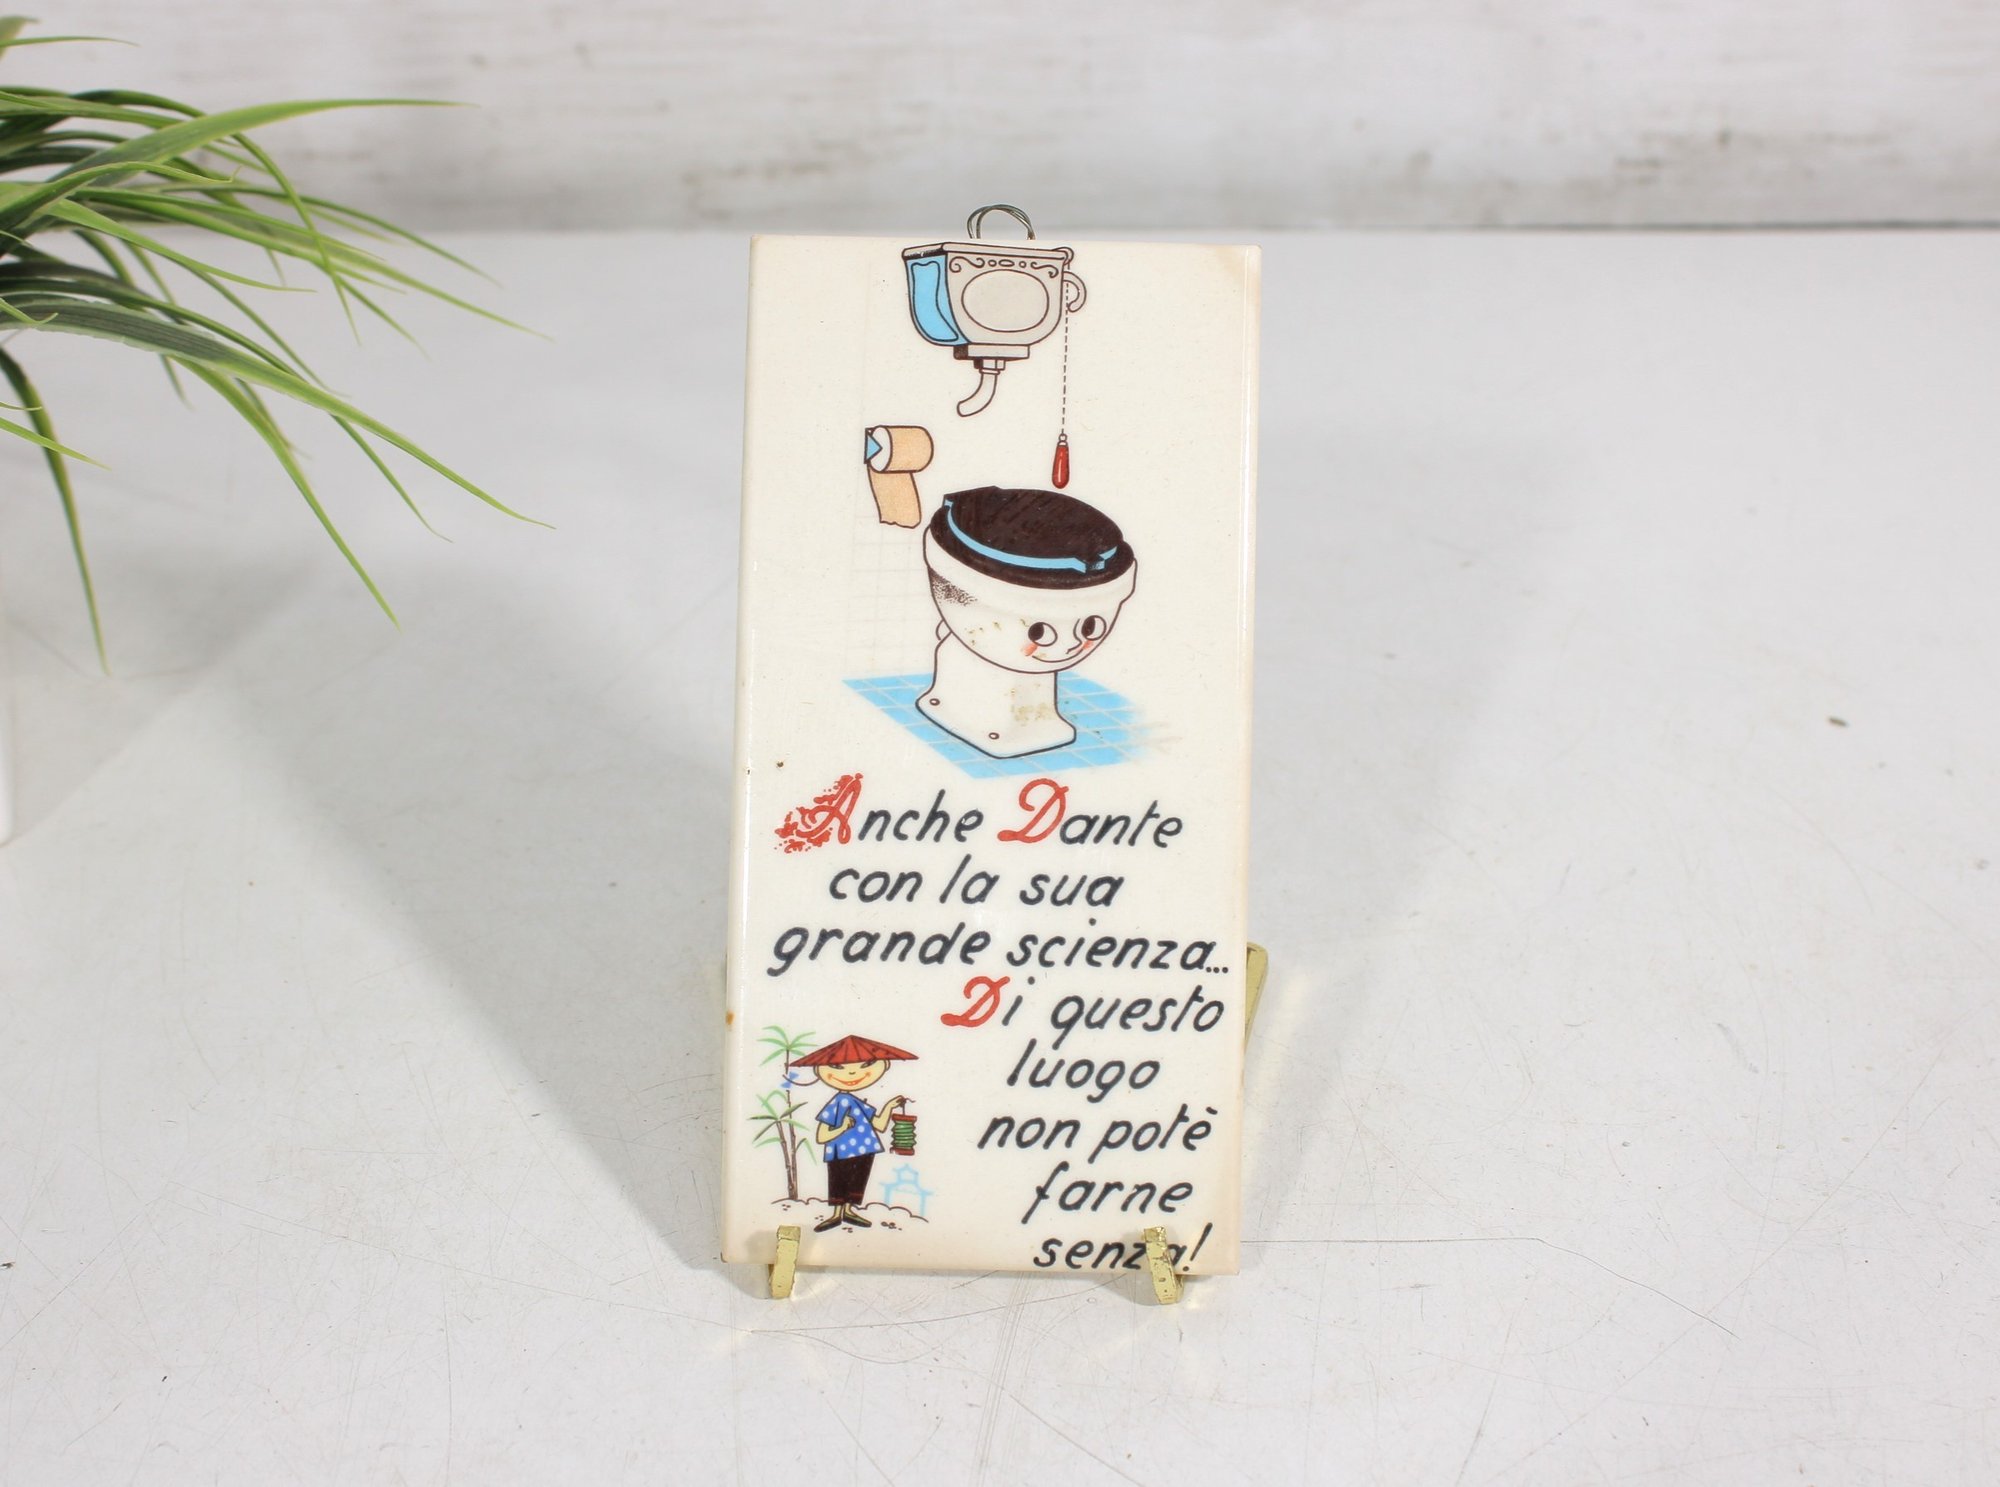 Anche Dante
con la sua
grande scienza...
Di questo
luogo
non potè
farne
senza!